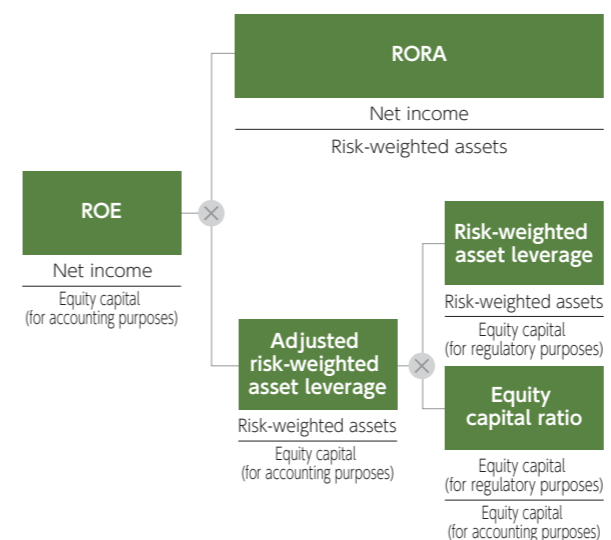 RORA
Net income
Risk-weighted assets
ROE
Net income
Equity capital
(for accounting purposes)
Adjusted
risk-weighted
asset leverage
Risk-weighted assets
Equity capital
(for accounting purposes)
Risk-weighted
asset leverage
Risk-weighted assets
Equity capital
(for regulatory purposes)
Equity
capital ratio
Equity capital
(for regulatory purposes)
Equity capital
(for accounting purposes)